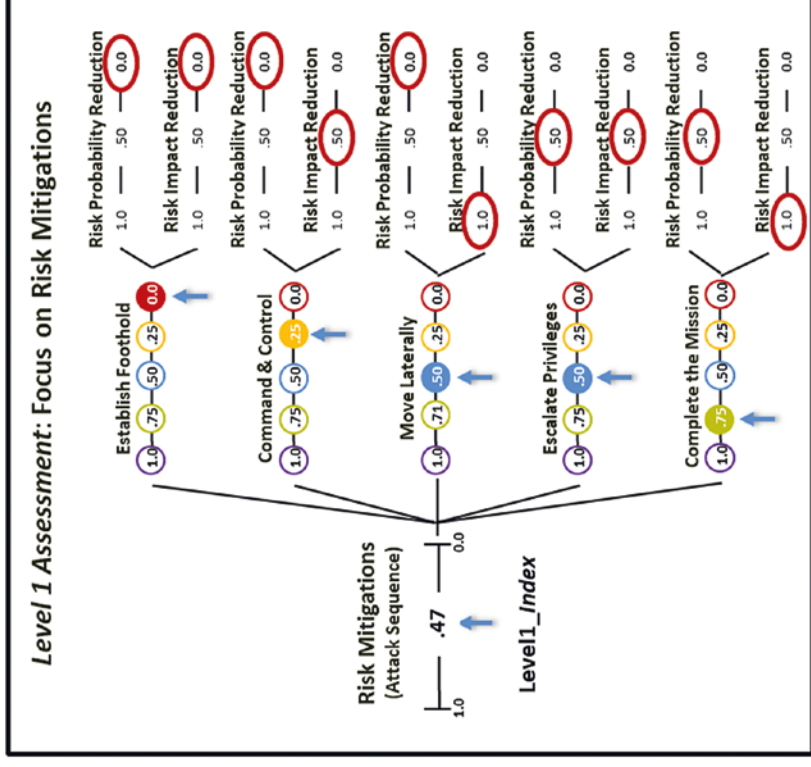 Level 1 Assessment: Focus on Risk Mitigations
Risk Mitigations
(Attack Sequence)
1.0 .47 0.0
Level1_Index
Establish Foothold
1.0 .75 .50 .25 0.0
Risk Probability Reduction
1.0 .50 0.0
Risk Impact Reduction
1.0 .50 0.0
Command & Control
1.0 .75 .50 .25 0.0
Risk Probability Reduction
1.0 .50 0.0
Risk Impact Reduction
1.0 .50 0.0
Move Laterally
1.0 .71 .50 .25 0.0
Risk Probability Reduction
1.0 .50 0.0
Risk Impact Reduction
1.0 .50 0.0
Escalate Privileges
1.0 .75 .50 .25 0.0
Risk Probability Reduction
1.0 .50 0.0
Risk Impact Reduction
1.0 .50 0.0
Complete the Mission
1.0 .75 .50 .25 0.0
Risk Probability Reduction
1.0 .50 0.0
Risk Impact Reduction
1.0 .50 0.0